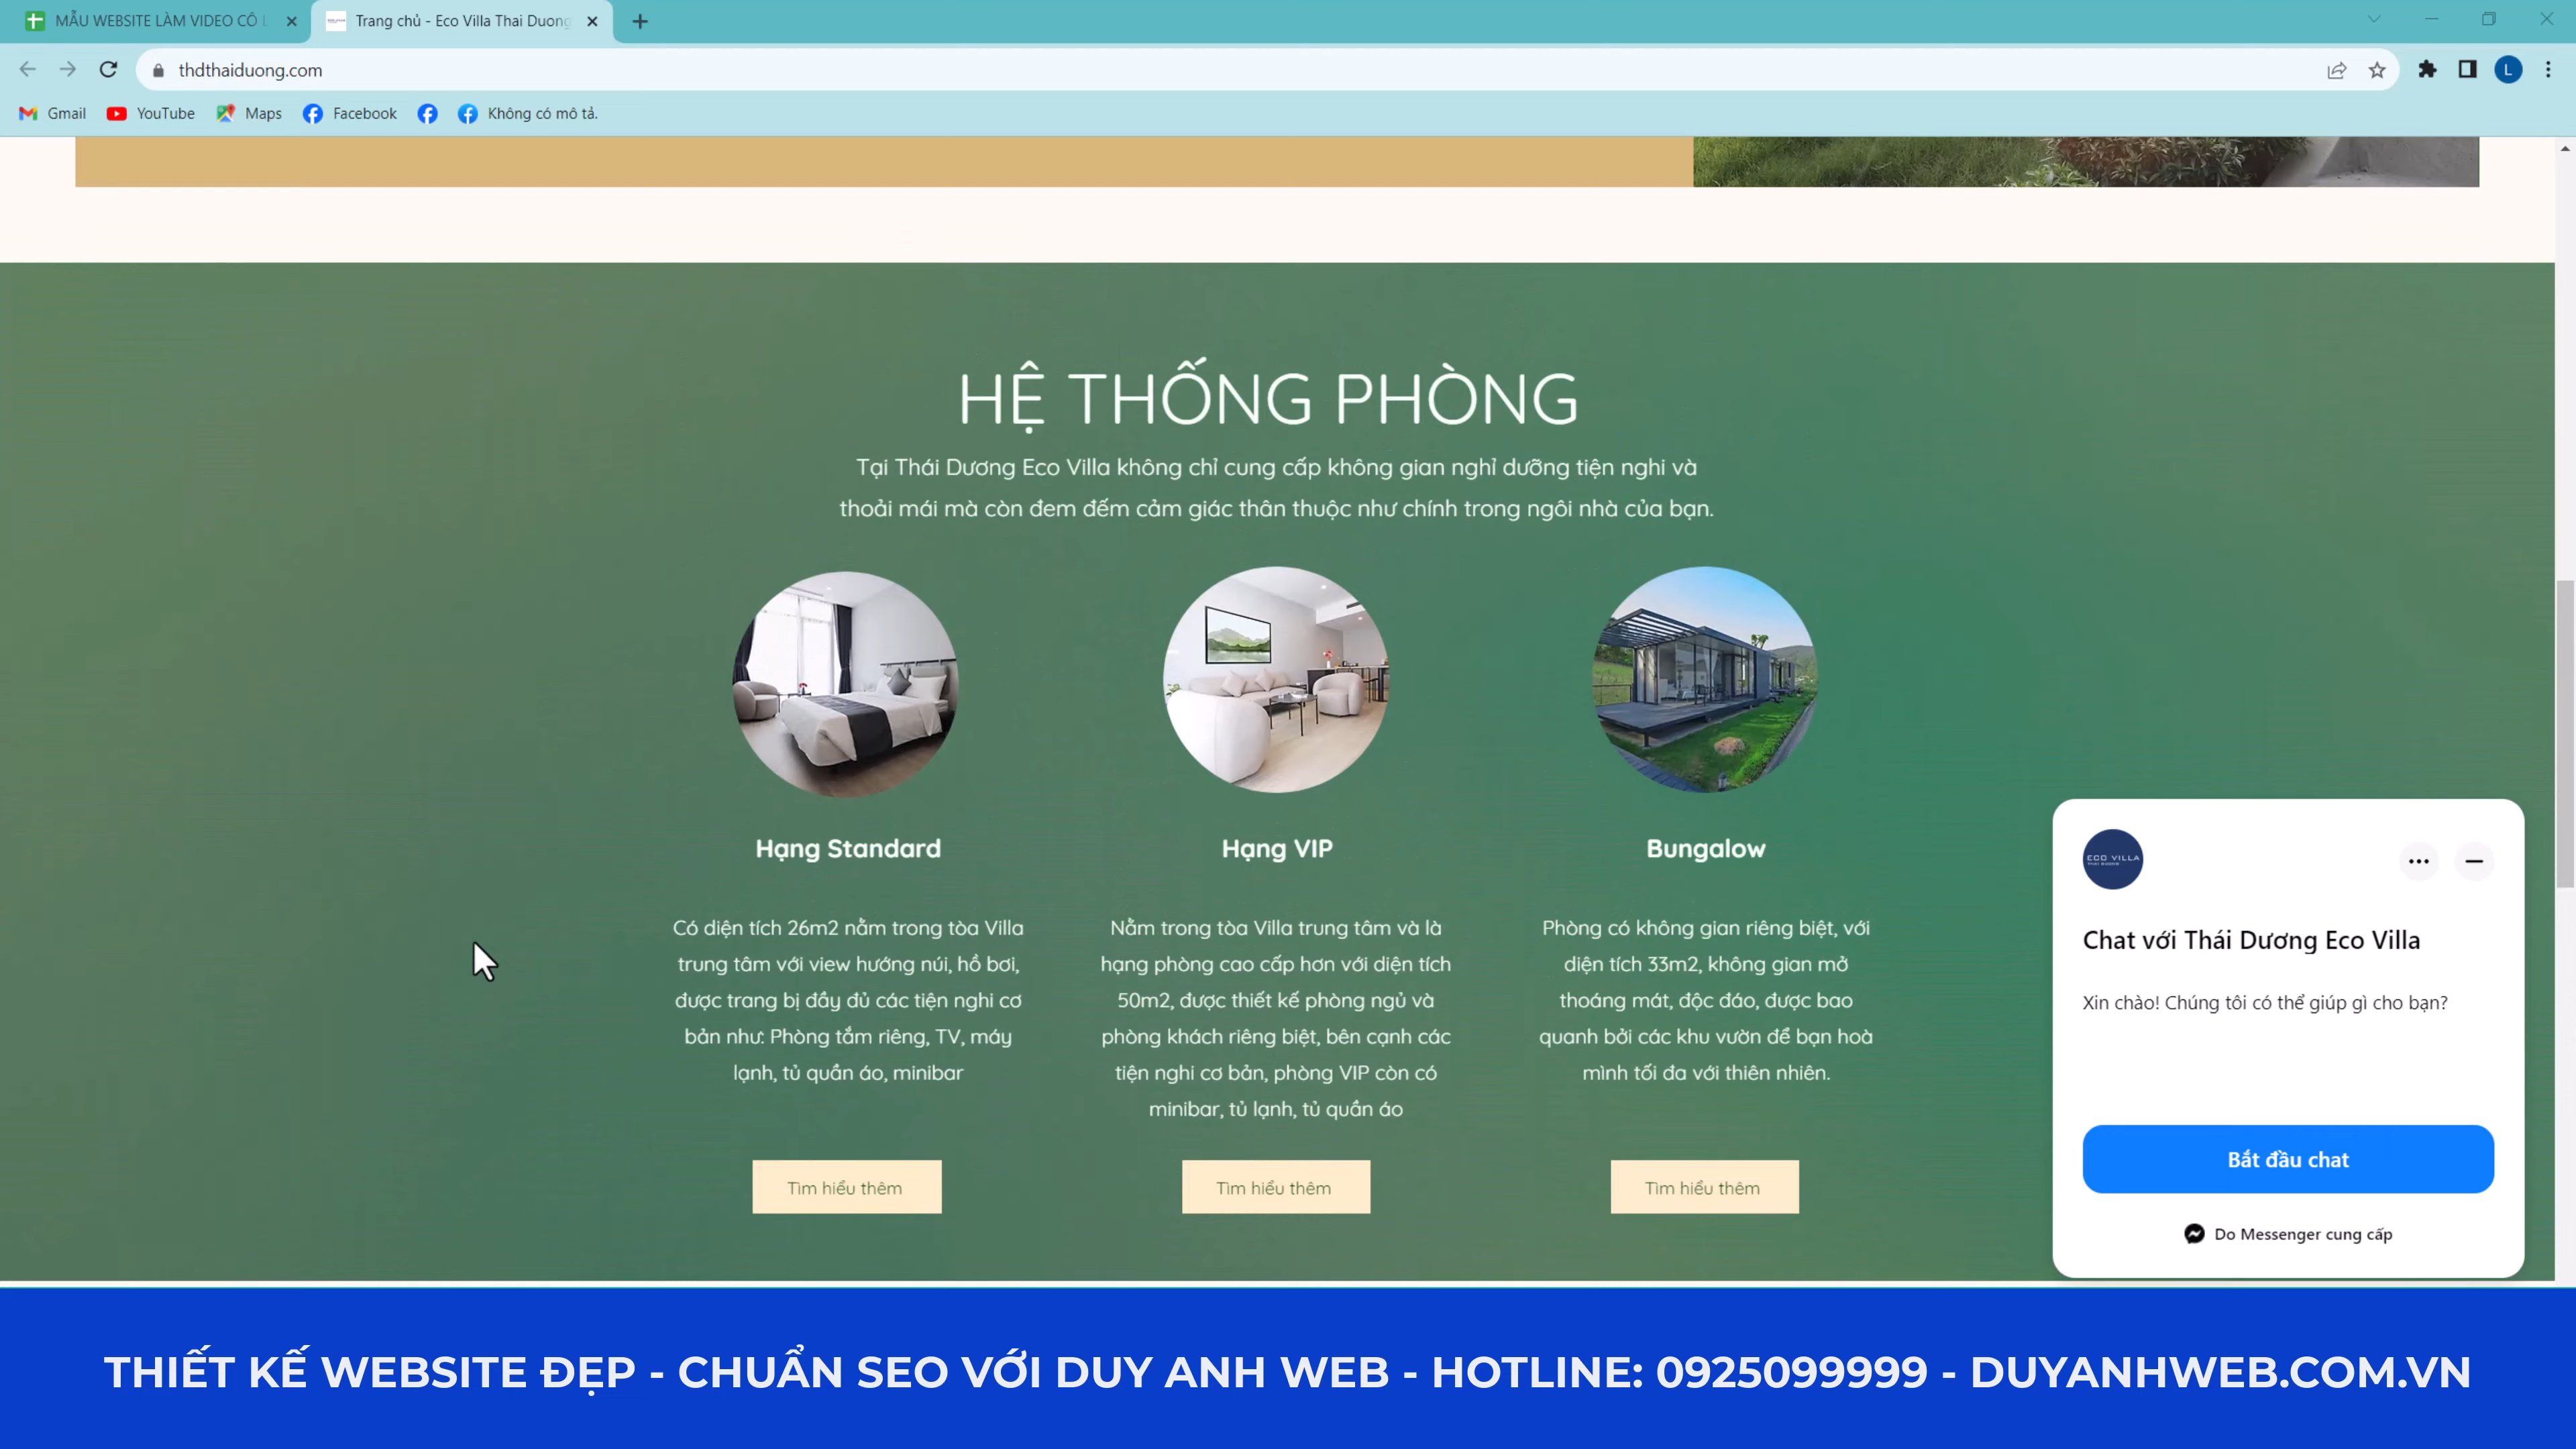 MẪU WEBSITE LÀM VIDEO CÔ
Trang chủ - Eco Villa Thai Duong
thdthaiduong.com
L
Gmail
YouTube
Maps
Facebook
Không có mô tả.
HỆ THỐNG PHÒNG
Tại Thái Dương Eco Villa không chỉ cung cấp không gian nghỉ dưỡng tiện nghi và
thoải mái mà còn đem đếm cảm giác thân thuộc như chính trong ngôi nhà của bạn.
Hạng Standard
Có diện tích 26m2 nằm trong tòa Villa
trung tâm với view hướng núi, hồ bơi,
được trang bị đầy đủ các tiện nghi cơ
bản như: Phòng tắm riêng, TV, máy
lạnh, tủ quần áo, minibar
Tìm hiểu thêm
Hạng VIP
Nằm trong tòa Villa trung tâm và là
hạng phòng cao cấp hơn với diện tích
50m2, được thiết kế phòng ngủ và
phòng khách riêng biệt, bên cạnh các
tiện nghi cơ bản, phòng VIP còn có
minibar, tủ lạnh, tủ quần áo
Tìm hiểu thêm
Bungalow
Phòng có không gian riêng biệt, với
diện tích 33m2, không gian mở
thoáng mát, độc đáo, được bao
quanh bởi các khu vườn để bạn hoà
mình tối đa với thiên nhiên.
Tìm hiểu thêm
ECO VILLA
THAI DUONG
Chat với Thái Dương Eco Villa
Xin chào! Chúng tôi có thể giúp gì cho bạn?
Bắt đầu chat
Do Messenger cung cấp
THIẾT KẾ WEBSITE ĐẸP - CHUẨN SEO VỚI DUY ANH WEB - HOTLINE: 0925099999 - DUYANHWEB.COM.VN